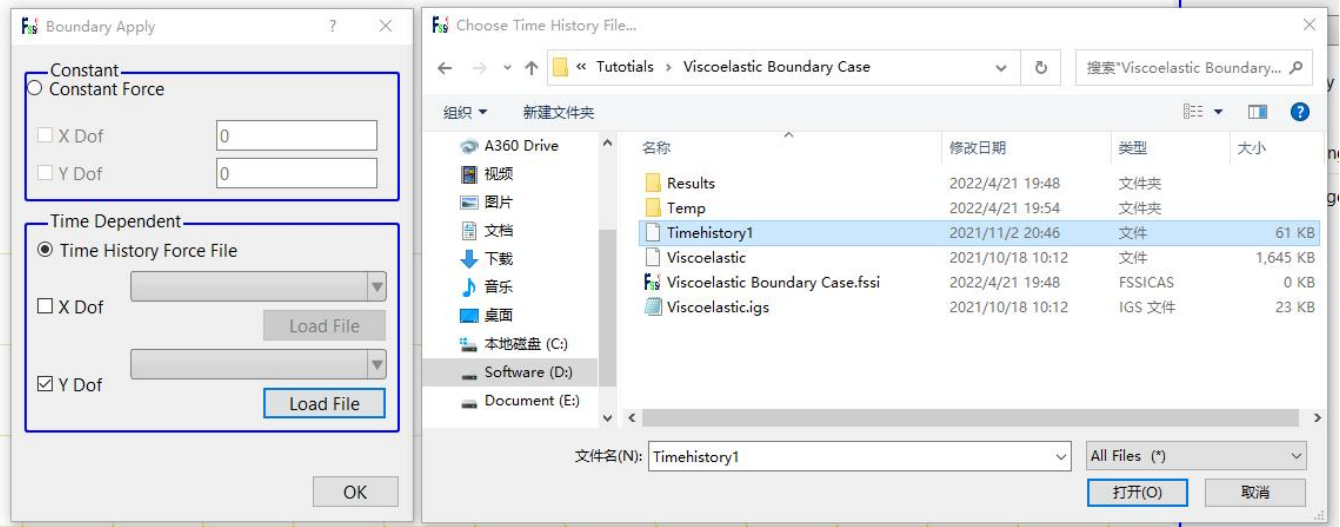 Boundary Apply ? ×
Constant
Constant Force
X Dof 0
Y Dof 0
Time Dependent
Time History Force File
X Dof
Load File
Y Dof
Load File
OK
Fssi Choose Time History File...
« Tutotials > Viscoelastic Boundary Case
搜索"Viscoelastic Boundary...
组织 新建文件夹
名称 修改日期 类型 大小
A360 Drive
视频
图片
文档
下载
音乐
桌面
本地磁盘 (C:)
Software (D:)
Document (E:)
Results 2022/4/21 19:48 文件夹
Temp 2022/4/21 19:54 文件夹
Timehistory1 2021/11/2 20:46 文件 61 KB
Viscoelastic 2021/10/18 10:12 文件 1,645 KB
Viscoelastic Boundary Case.fssi 2022/4/21 19:48 FSSICAS 0 KB
Viscoelastic.igs 2021/10/18 10:12 IGS 文件 23 KB
文件名(N): Timehistory1 All Files (*)
打开(O) 取消